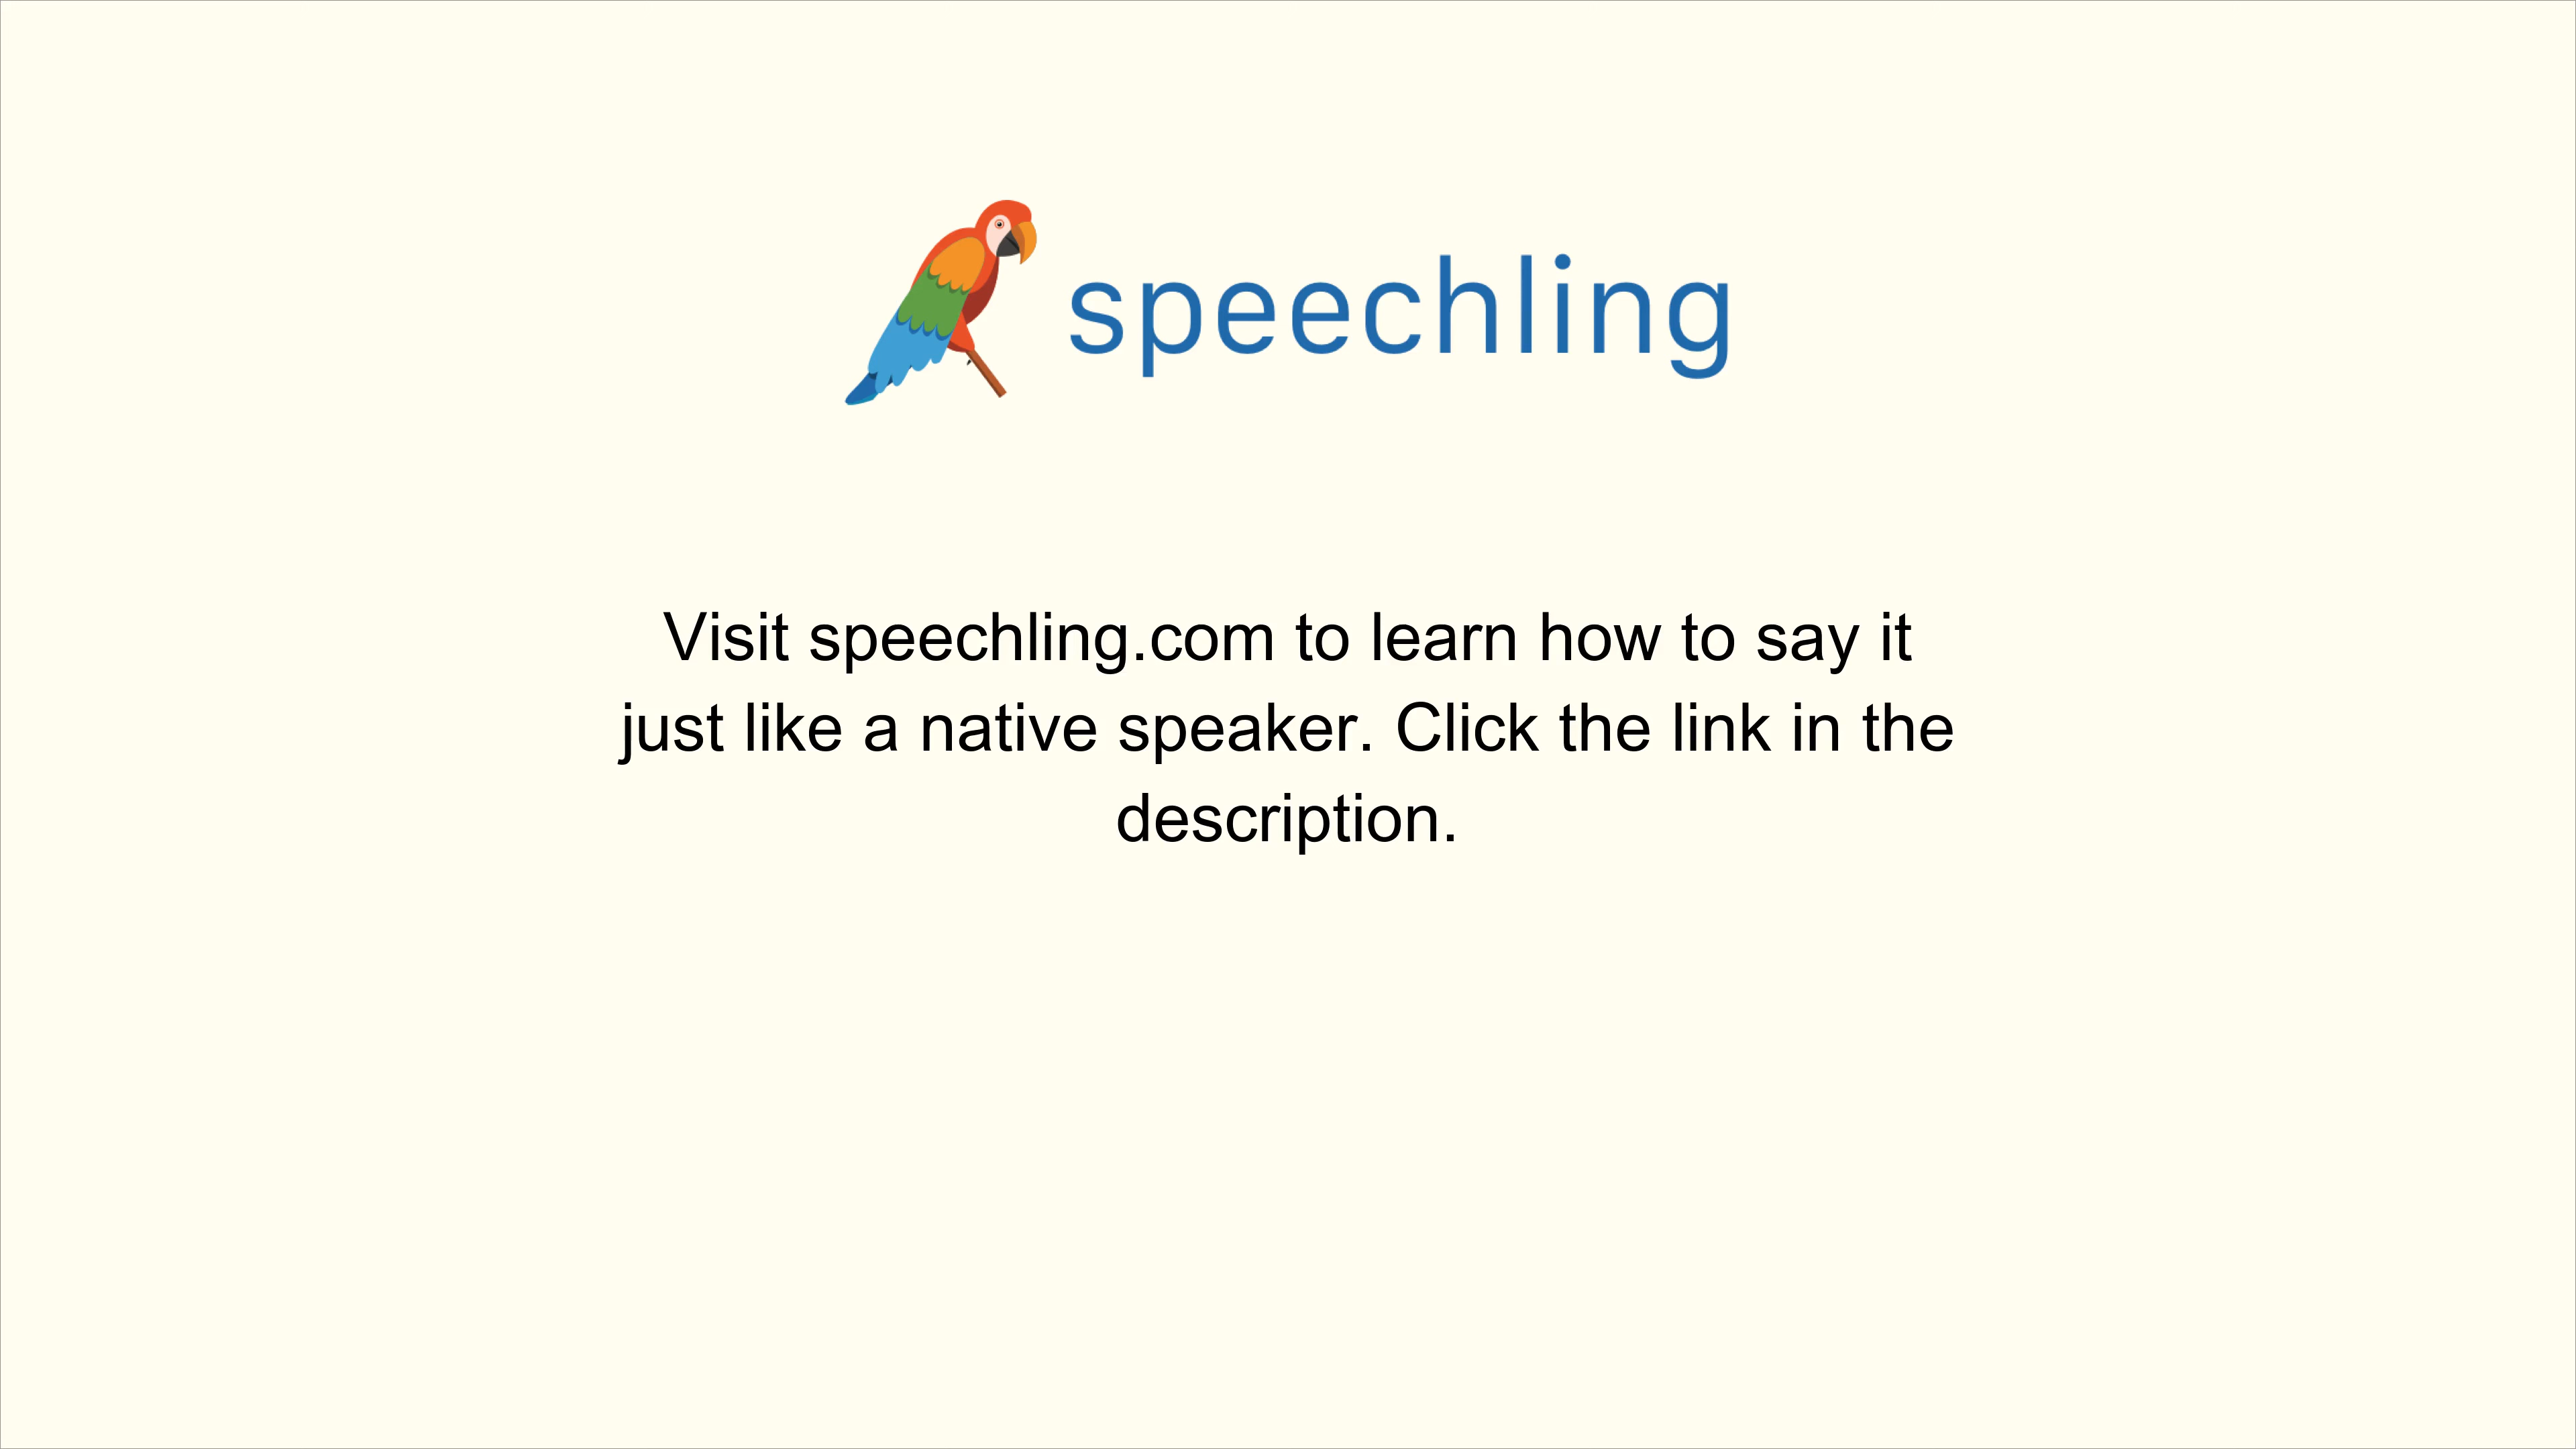 speechling
Visit speechling.com to learn how to say it
just like a native speaker. Click the link in the
description.